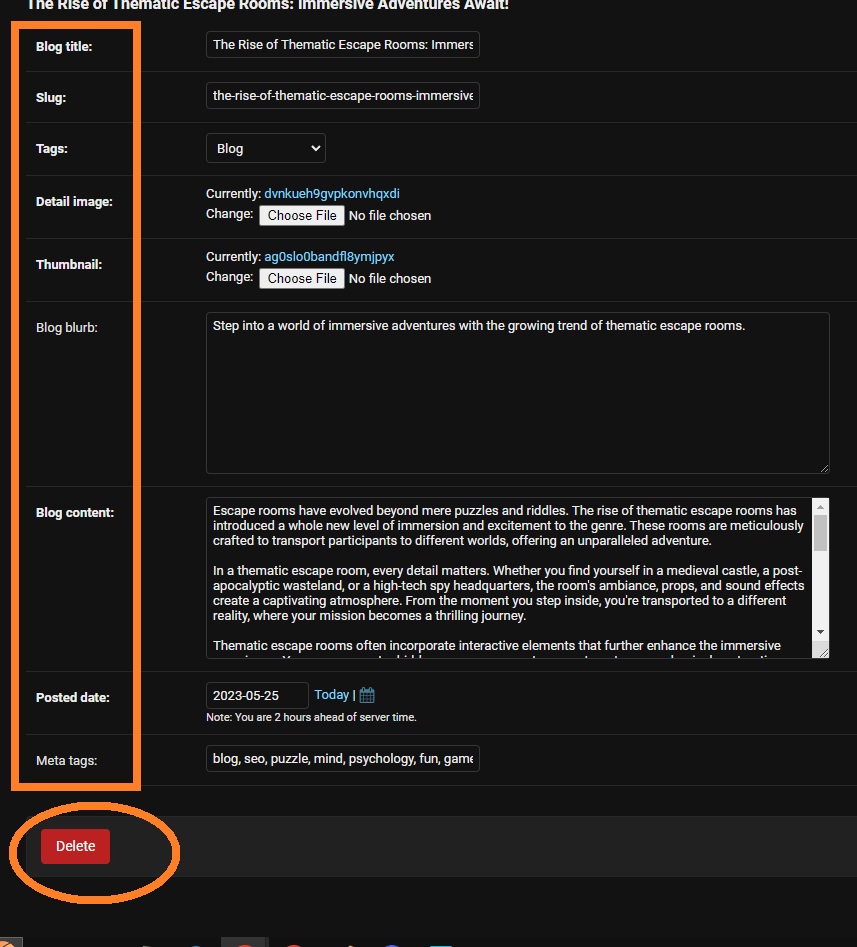 The Rise of Thematic Escape Rooms: Immersive Adventures Await!
Blog title:
The Rise of Thematic Escape Rooms: Immers
Slug:
the-rise-of-thematic-escape-rooms-immersive
Tags:
Blog
Detail image:
Currently: dvnkueh9gvpkonvhqxdi
Change: Choose File No file chosen
Thumbnail:
Currently: ag0slo0bandfl8ymjpyx
Change: Choose File No file chosen
Blog blurb:
Step into a world of immersive adventures with the growing trend of thematic escape rooms.
Blog content:
Escape rooms have evolved beyond mere puzzles and riddles. The rise of thematic escape rooms has
introduced a whole new level of immersion and excitement to the genre. These rooms are meticulously
crafted to transport participants to different worlds, offering an unparalleled adventure.
In a thematic escape room, every detail matters. Whether you find yourself in a medieval castle, a post-
apocalyptic wasteland, or a high-tech spy headquarters, the room's ambiance, props, and sound effects
create a captivating atmosphere. From the moment you step inside, you're transported to a different
reality, where your mission becomes a thrilling journey.
Thematic escape rooms often incorporate interactive elements that further enhance the immersive
Posted date:
2023-05-25 Today |
Note: You are 2 hours ahead of server time.
Meta tags:
blog, seo, puzzle, mind, psychology, fun, game
Delete